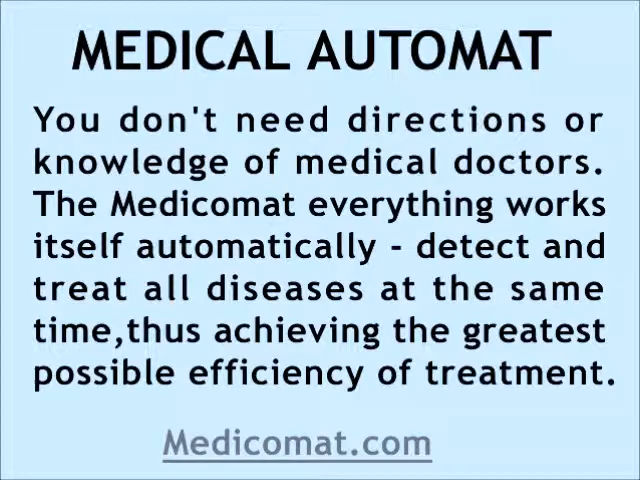 MEDICAL AUTOMAT
You don't need directions or
knowledge of medical doctors.
The Medicomat everything works
itself automatically - detect and
treat all diseases at the same
time,thus achieving the greatest
possible efficiency of treatment.
Medicomat.com